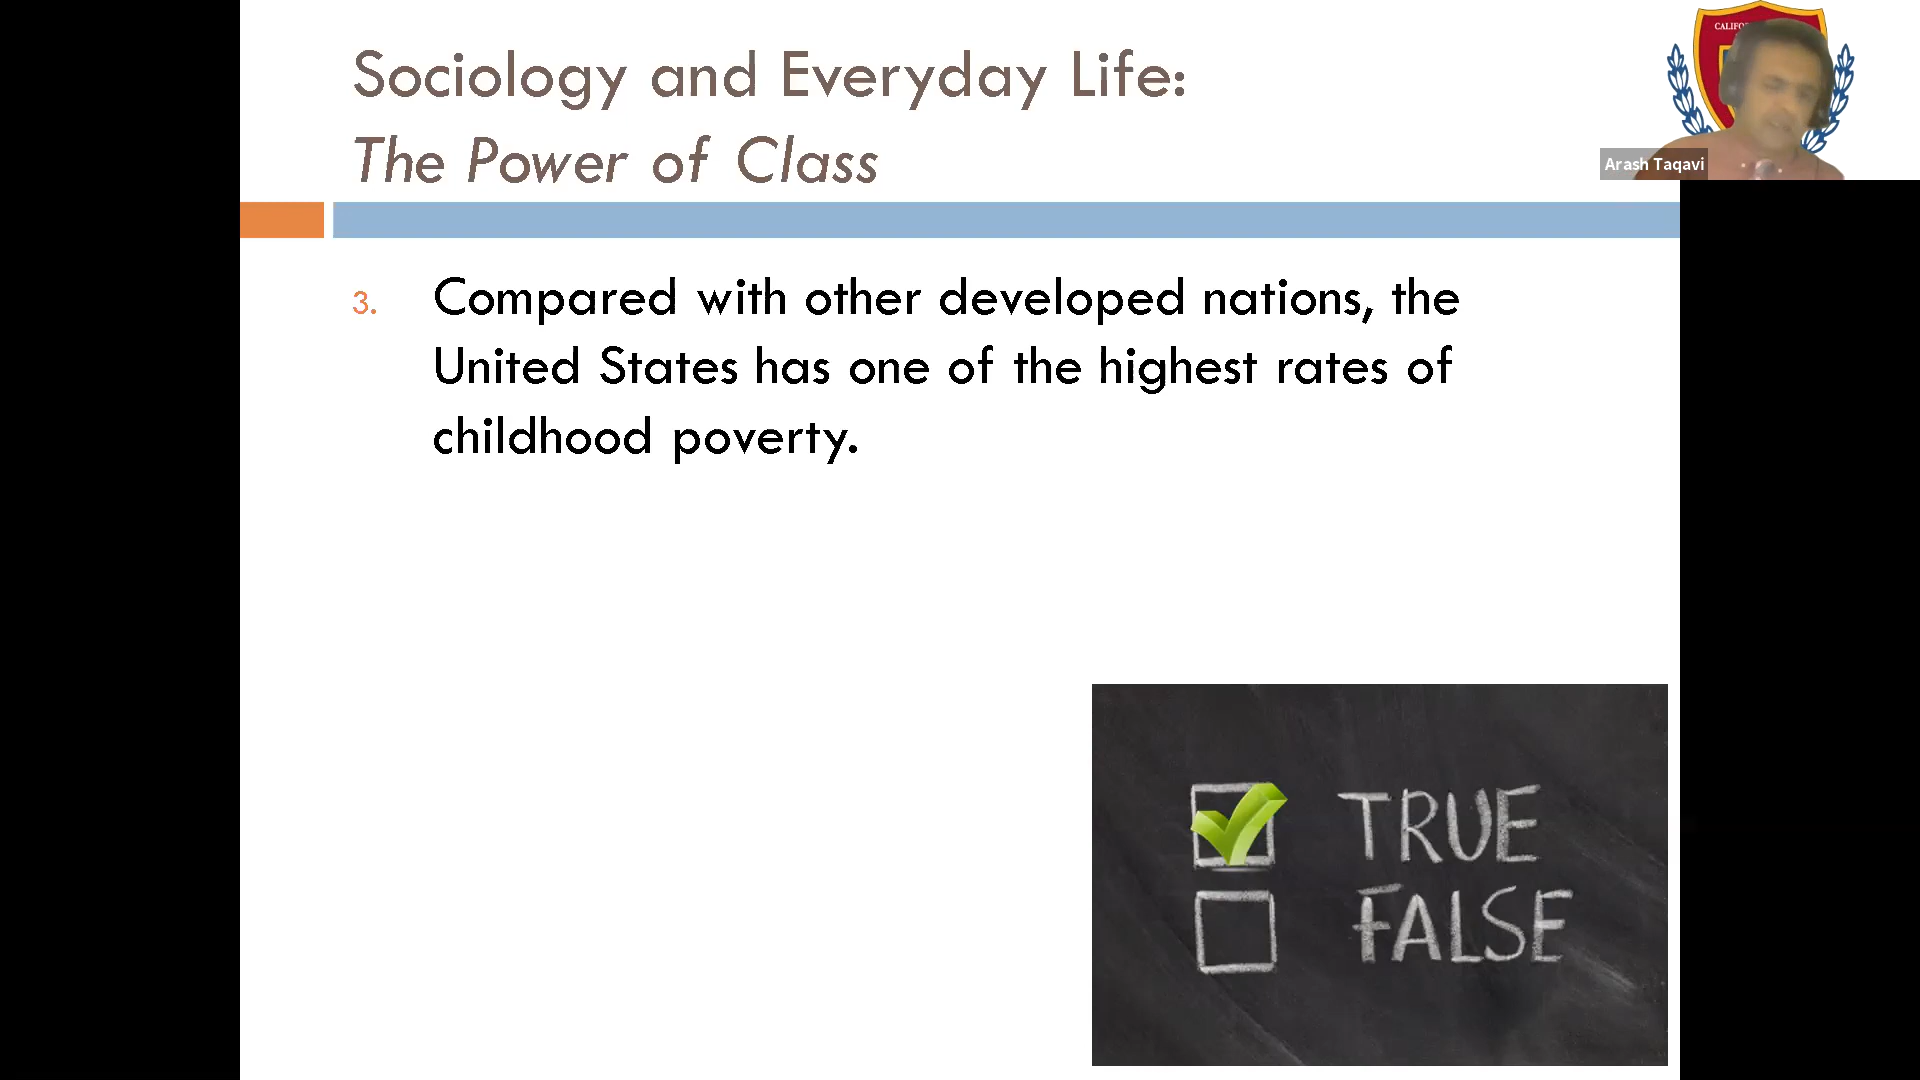 Sociology and Everyday Life:
The Power of Class
Arash Taqavi
3. Compared with other developed nations, the
United States has one of the highest rates of
childhood poverty.
TRUE
FALSE